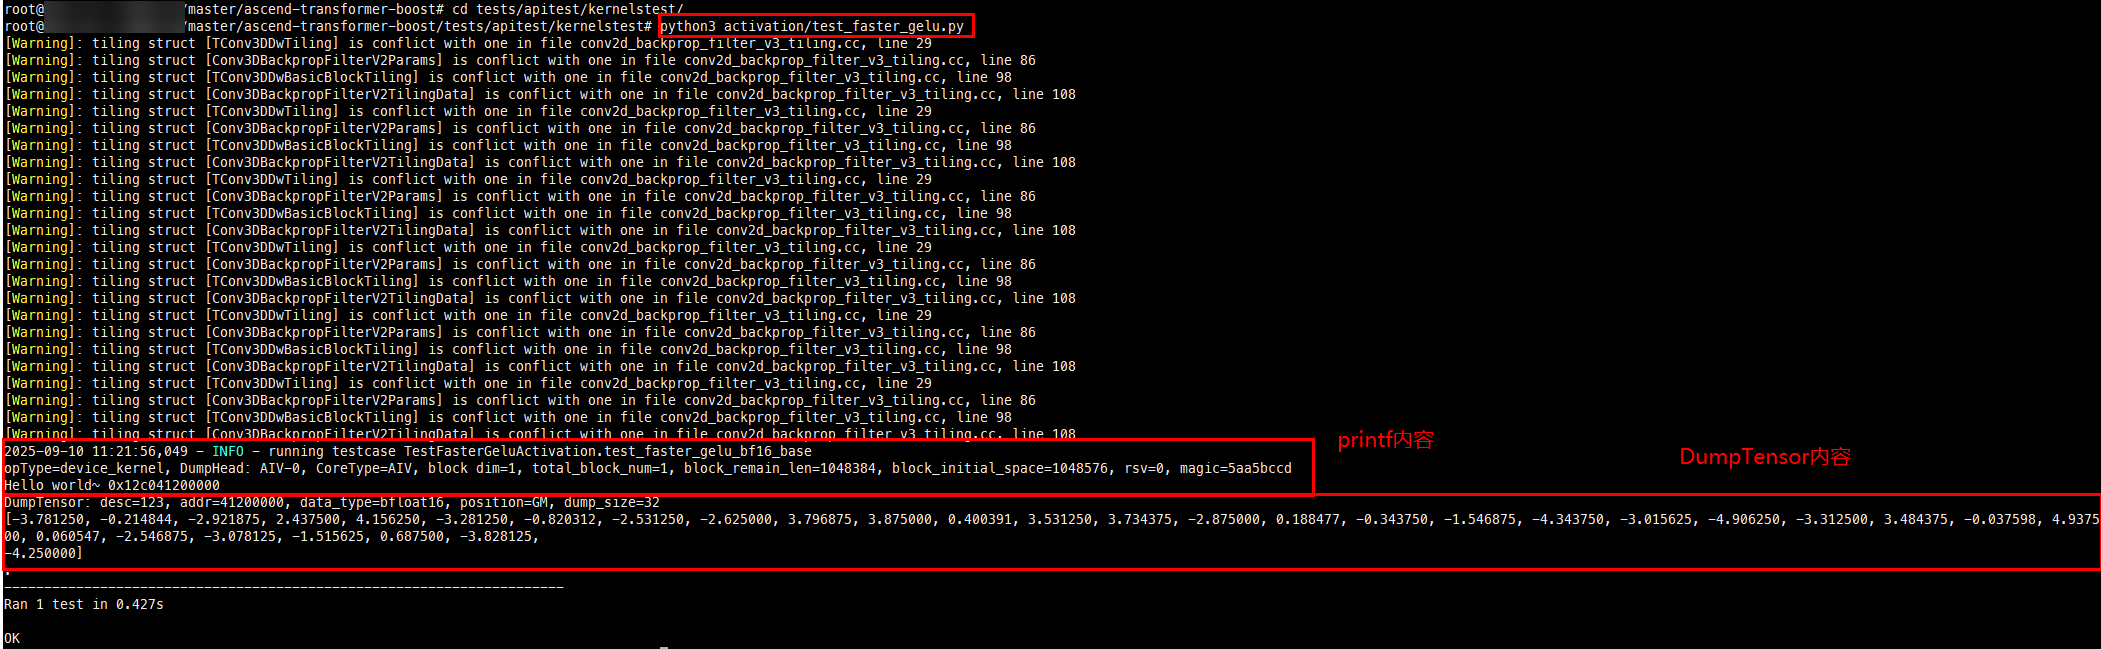 root@ /master/ascend-transformer-boost# cd tests/apitest/kernelstest/
root@ /master/ascend-transformer-boost/tests/apitest/kernelstest# python3 activation/test_faster_gelu.py
[Warning]: tiling struct [TConv3DDwTiling] is conflict with one in file conv2d_backprop_filter_v3_tiling.cc, line 29
[Warning]: tiling struct [Conv3DBackpropFilterV2Params] is conflict with one in file conv2d_backprop_filter_v3_tiling.cc, line 86
[Warning]: tiling struct [TConv3DDwBasicBlockTiling] is conflict with one in file conv2d_backprop_filter_v3_tiling.cc, line 98
[Warning]: tiling struct [Conv3DBackpropFilterV2TilingData] is conflict with one in file conv2d_backprop_filter_v3_tiling.cc, line 108
[Warning]: tiling struct [TConv3DDwTiling] is conflict with one in file conv2d_backprop_filter_v3_tiling.cc, line 29
[Warning]: tiling struct [Conv3DBackpropFilterV2Params] is conflict with one in file conv2d_backprop_filter_v3_tiling.cc, line 86
[Warning]: tiling struct [TConv3DDwBasicBlockTiling] is conflict with one in file conv2d_backprop_filter_v3_tiling.cc, line 98
[Warning]: tiling struct [Conv3DBackpropFilterV2TilingData] is conflict with one in file conv2d_backprop_filter_v3_tiling.cc, line 108
[Warning]: tiling struct [TConv3DDwTiling] is conflict with one in file conv2d_backprop_filter_v3_tiling.cc, line 29
[Warning]: tiling struct [Conv3DBackpropFilterV2Params] is conflict with one in file conv2d_backprop_filter_v3_tiling.cc, line 86
[Warning]: tiling struct [TConv3DDwBasicBlockTiling] is conflict with one in file conv2d_backprop_filter_v3_tiling.cc, line 98
[Warning]: tiling struct [Conv3DBackpropFilterV2TilingData] is conflict with one in file conv2d_backprop_filter_v3_tiling.cc, line 108
[Warning]: tiling struct [TConv3DDwTiling] is conflict with one in file conv2d_backprop_filter_v3_tiling.cc, line 29
[Warning]: tiling struct [Conv3DBackpropFilterV2Params] is conflict with one in file conv2d_backprop_filter_v3_tiling.cc, line 86
[Warning]: tiling struct [TConv3DDwBasicBlockTiling] is conflict with one in file conv2d_backprop_filter_v3_tiling.cc, line 98
[Warning]: tiling struct [Conv3DBackpropFilterV2TilingData] is conflict with one in file conv2d_backprop_filter_v3_tiling.cc, line 108
[Warning]: tiling struct [TConv3DDwTiling] is conflict with one in file conv2d_backprop_filter_v3_tiling.cc, line 29
[Warning]: tiling struct [Conv3DBackpropFilterV2Params] is conflict with one in file conv2d_backprop_filter_v3_tiling.cc, line 86
[Warning]: tiling struct [TConv3DDwBasicBlockTiling] is conflict with one in file conv2d_backprop_filter_v3_tiling.cc, line 98
[Warning]: tiling struct [Conv3DBackpropFilterV2TilingData] is conflict with one in file conv2d_backprop_filter_v3_tiling.cc, line 108
[Warning]: tiling struct [TConv3DDwTiling] is conflict with one in file conv2d_backprop_filter_v3_tiling.cc, line 29
[Warning]: tiling struct [Conv3DBackpropFilterV2Params] is conflict with one in file conv2d_backprop_filter_v3_tiling.cc, line 86
[Warning]: tiling struct [TConv3DDwBasicBlockTiling] is conflict with one in file conv2d_backprop_filter_v3_tiling.cc, line 98
[Warning]: tiling struct [Conv3DBackpropFilterV2TilingData] is conflict with one in file conv2d_backprop_filter_v3_tiling.cc, line 108
printf内容
2025-09-10 11:21:56,049 - INFO - running testcase TestFasterGeluActivation.test_faster_gelu_bf16_base
DumpTensor内容
opType=device_kernel, DumpHead: AIV-0, CoreType=AIV, block dim=1, total_block_num=1, block_remain_len=1048384, block_initial_space=1048576, rsv=0, magic=5aa5bccd
Hello world~ 0x12c041200000
DumpTensor: desc=123, addr=41200000, data_type=bfloat16, position=GM, dump_size=32
[-3.781250, -0.214844, -2.921875, 2.437500, 4.156250, -3.281250, -0.820312, -2.531250, -2.625000, 3.796875, 3.875000, 0.400391, 3.531250, 3.734375, -2.875000, 0.188477, -0.343750, -1.546875, -4.343750, -3.015625, -4.906250, -3.312500, 3.484375, -0.037598, 4.9375
00, 0.060547, -2.546875, -3.078125, -1.515625, 0.687500, -3.828125,
-4.250000]
.
----------------------------------------------------------------------
Ran 1 test in 0.427s
OK